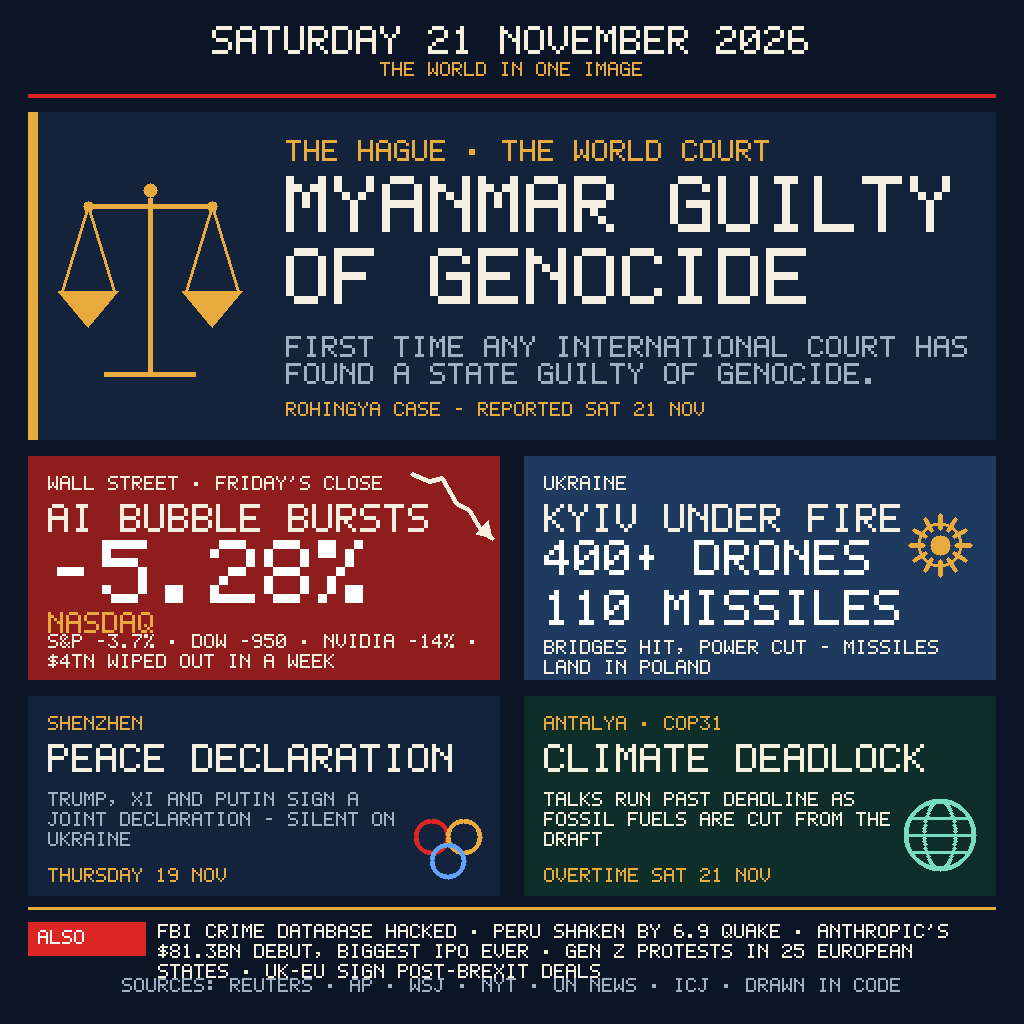 SATURDAY 21 NOVEMBER 2026
THE WORLD IN ONE IMAGE
THE HAGUE · THE WORLD COURT
MYANMAR GUILTY
OF GENOCIDE
FIRST TIME ANY INTERNATIONAL COURT HAS
FOUND A STATE GUILTY OF GENOCIDE.
ROHINGYA CASE - REPORTED SAT 21 NOV
WALL STREET · FRIDAY'S CLOSE
AI BUBBLE BURSTS
-5.28%
NASDAQ
S&P -3.7% · DOW -950 · NVIDIA -14% ·
$4TN WIPED OUT IN A WEEK
UKRAINE
KYIV UNDER FIRE
400+ DRONES
110 MISSILES
BRIDGES HIT, POWER CUT - MISSILES
LAND IN POLAND
SHENZHEN
PEACE DECLARATION
TRUMP, XI AND PUTIN SIGN A
JOINT DECLARATION - SILENT ON
UKRAINE
THURSDAY 19 NOV
ANTALYA · COP31
CLIMATE DEADLOCK
TALKS RUN PAST DEADLINE AS
FOSSIL FUELS ARE CUT FROM THE
DRAFT
OVERTIME SAT 21 NOV
ALSO
FBI CRIME DATABASE HACKED · PERU SHAKEN BY 6.9 QUAKE · ANTHROPIC'S
$81.3BN DEBUT, BIGGEST IPO EVER · GEN Z PROTESTS IN 25 EUROPEAN
STATES · UK-EU SIGN POST-BREXIT DEALS
SOURCES: REUTERS · AP · WSJ · NYT · UN NEWS · ICJ · DRAWN IN CODE